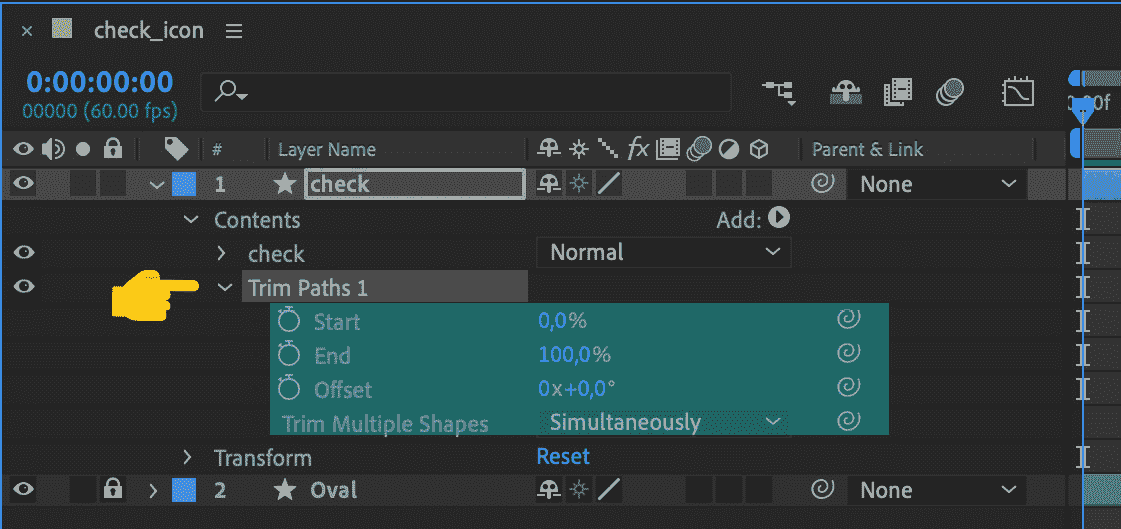 check_icon
0:00:00:00
00000 (60.00 fps)
# Layer Name fx Parent & Link
1 check None
Contents Add:
check Normal
Trim Paths 1
Start 0,0%
End 100,0%
Offset 0x+0,0°
Trim Multiple Shapes Simultaneously
Transform Reset
2 Oval None